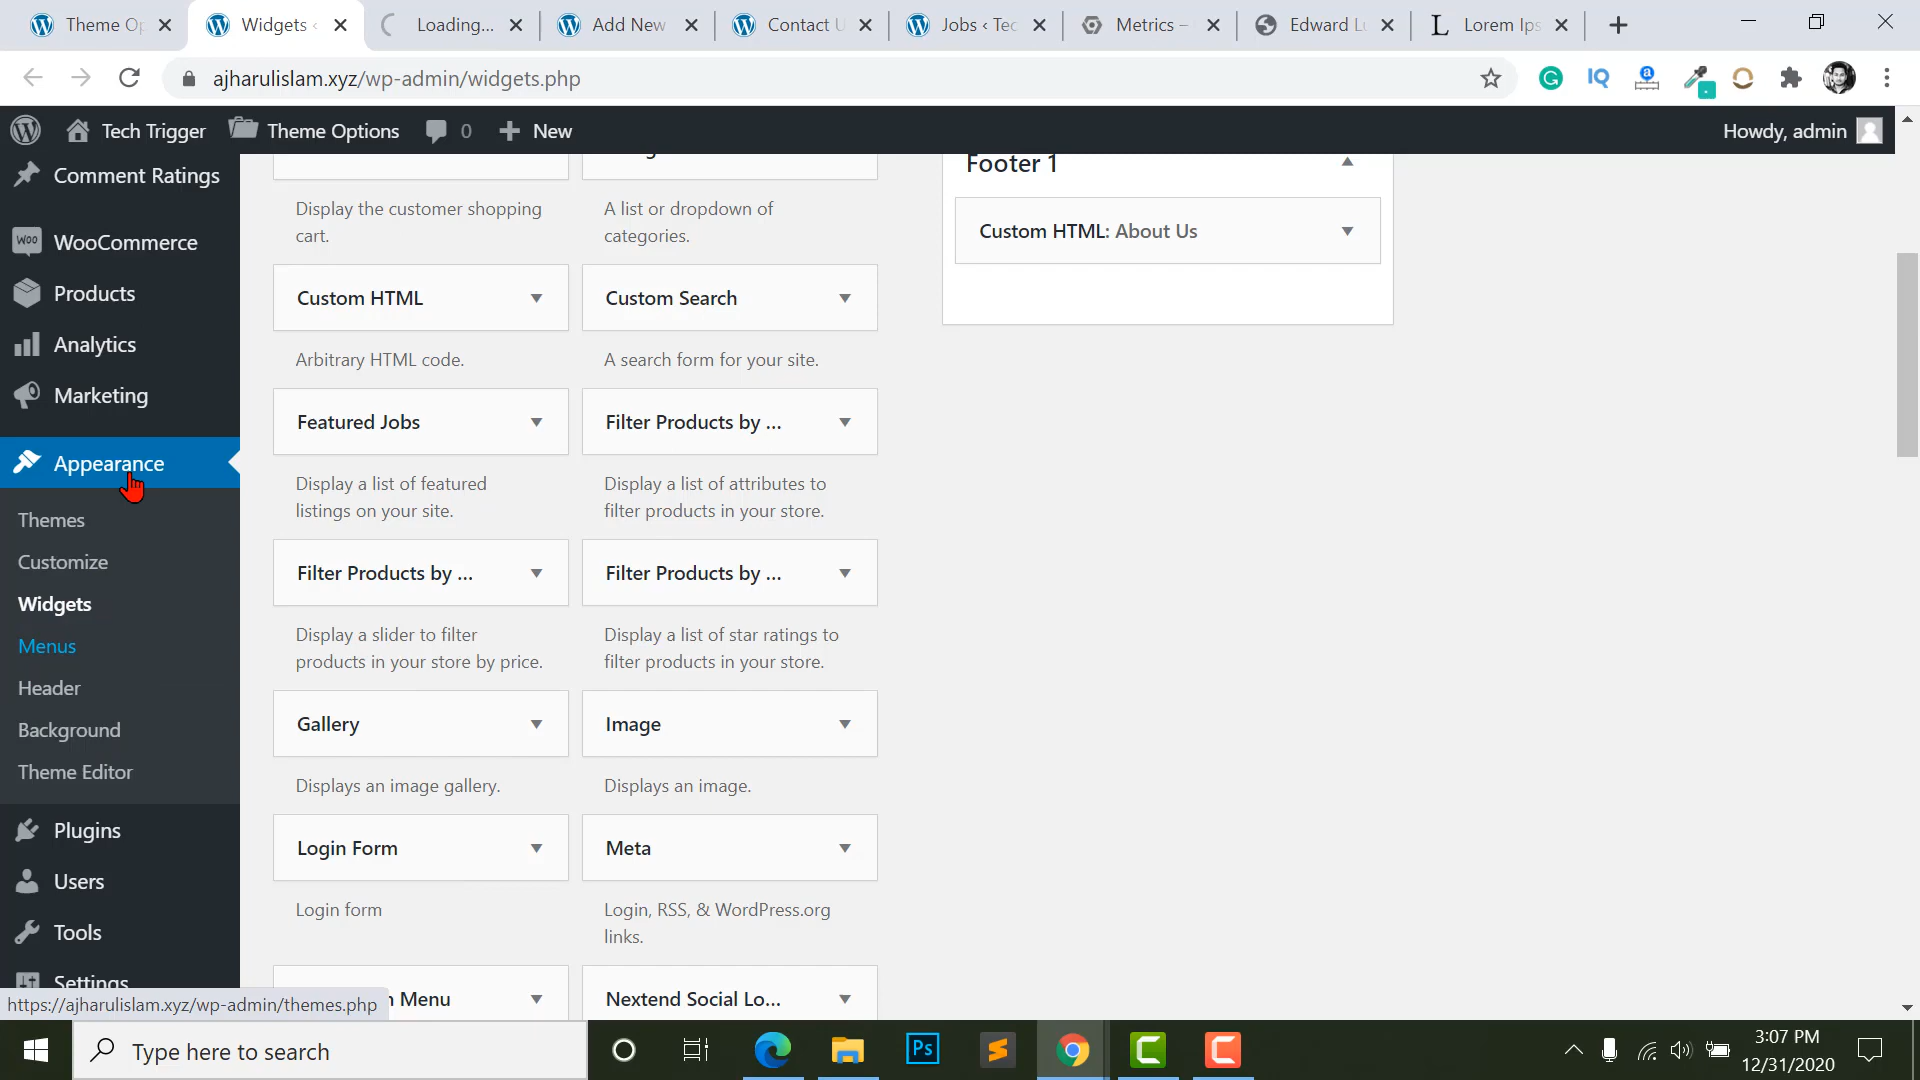 Theme Op
Widgets
Loading...
Add New
Contact U
Jobs ‹ Tec
Metrics –
Edward Lu
Lorem Ips
ajharulislam.xyz/wp-admin/widgets.php
Tech Trigger
Theme Options
0
New
Howdy, admin
Comment Ratings
WooCommerce
Products
Analytics
Marketing
Appearance
Themes
Customize
Widgets
Menus
Header
Background
Theme Editor
Plugins
Users
Tools
Settings
Display the customer shopping
cart.
A list or dropdown of
categories.
Custom HTML
Custom Search
Arbitrary HTML code.
A search form for your site.
Featured Jobs
Filter Products by ...
Display a list of featured
listings on your site.
Display a list of attributes to
filter products in your store.
Filter Products by ...
Filter Products by ...
Display a slider to filter
products in your store by price.
Display a list of star ratings to
filter products in your store.
Gallery
Image
Displays an image gallery.
Displays an image.
Login Form
Meta
Login form
Login, RSS, & WordPress.org
links.
Menu
Nextend Social Lo...
Footer 1
Custom HTML: About Us
https://ajharulislam.xyz/wp-admin/themes.php
Type here to search
Ps
3:07 PM
12/31/2020